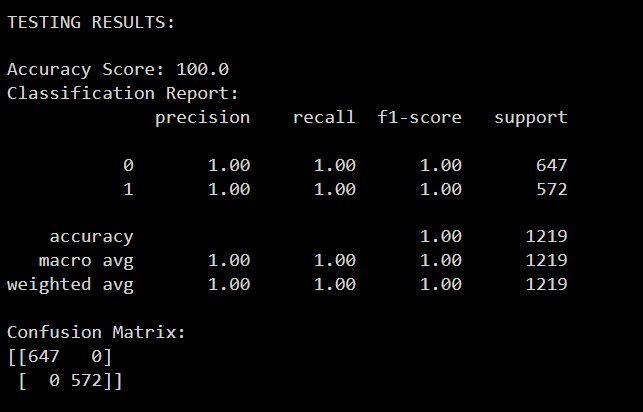 TESTING RESULTS:
Accuracy Score: 100.0
Classification Report:
              precision    recall  f1-score   support
           0       1.00      1.00      1.00       647
           1       1.00      1.00      1.00       572
    accuracy                           1.00      1219
   macro avg       1.00      1.00      1.00      1219
weighted avg       1.00      1.00      1.00      1219
Confusion Matrix:
[[647   0]
 [  0 572]]